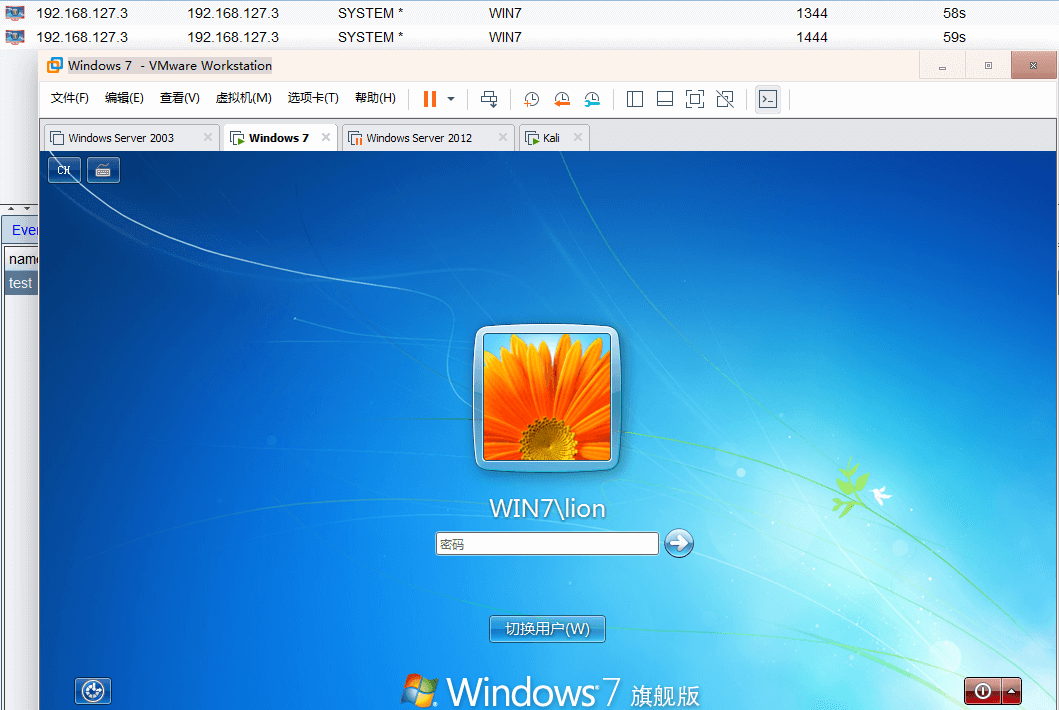 192.168.127.3 192.168.127.3 SYSTEM * WIN7 1344 58s
192.168.127.3 192.168.127.3 SYSTEM * WIN7 1444 59s
Windows 7 - VMware Workstation
文件(F) 编辑(E) 查看(V) 虚拟机(M) 选项卡(T) 帮助(H)
Windows Server 2003 Windows 7 Windows Server 2012 Kali
CH
Ever
name
test
WIN7\lion
密码
切换用户(W)
Windows 7 旗舰版